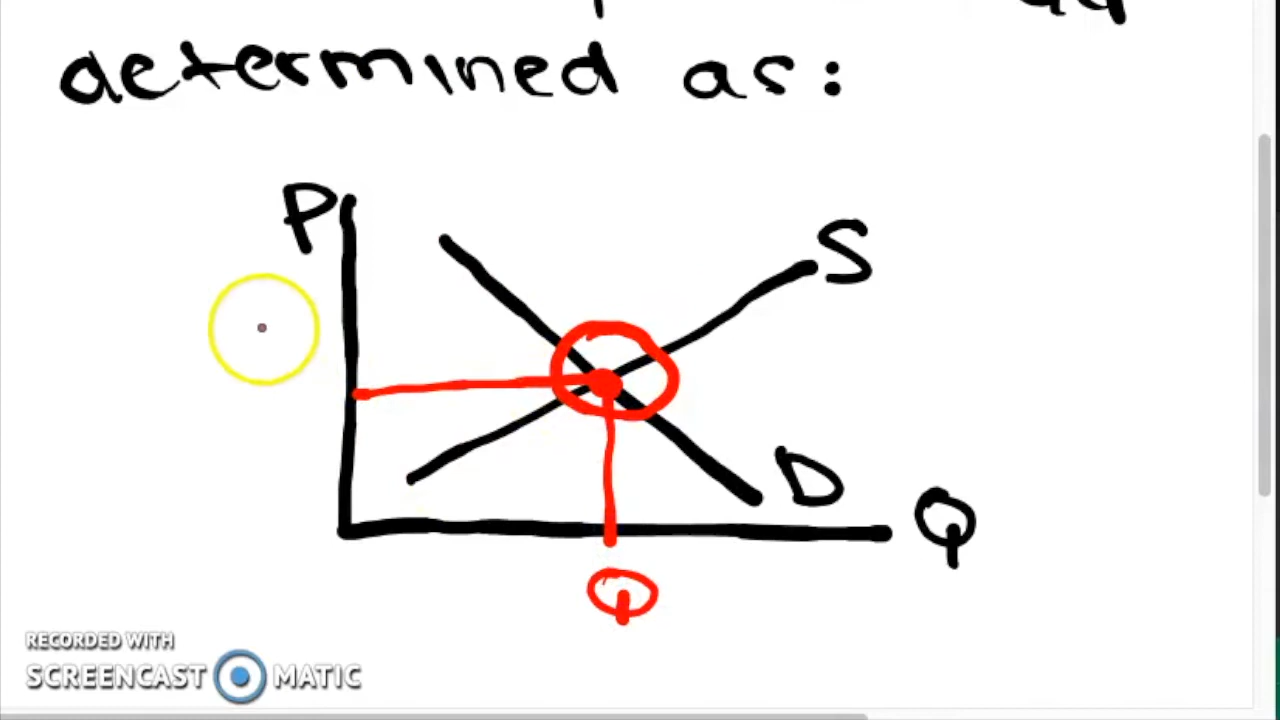 determined as:
P
S
D
Q
Q
RECORDED WITH
SCREENCAST MATIC